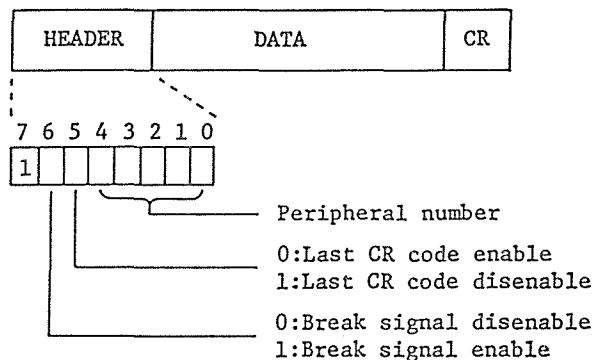 HEADER DATA CR
7 6 5 4 3 2 1 0
1
Peripheral number
0:Last CR code enable
1:Last CR code disenable
0:Break signal disenable
1:Break signal enable